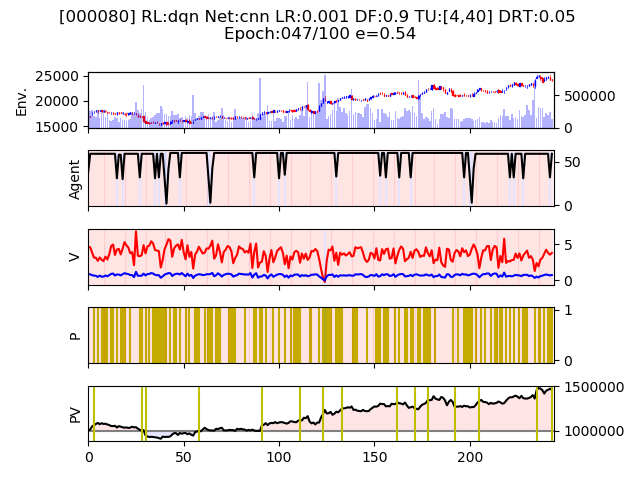 [000080] RL:dqn Net:cnn LR:0.001 DF:0.9 TU:[4,40] DRT:0.05
Epoch:047/100 e=0.54
Env.
25000
20000
15000
500000
0
Agent
50
0
V
5
0
P
1
0
PV
1500000
1000000
0 50 100 150 200